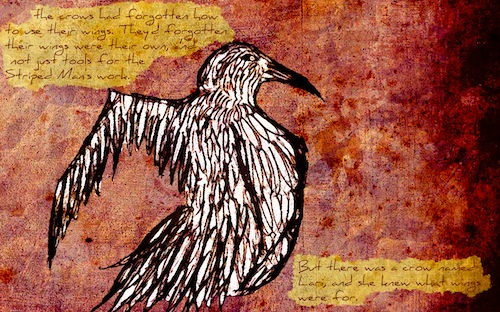 The crows had forgotten how
to use their wings. They'd forgotten
their wings were their own, and
not just tools for the
Striped Man's work.
But there was a crow named
Lari, and she knew what wings
were for.